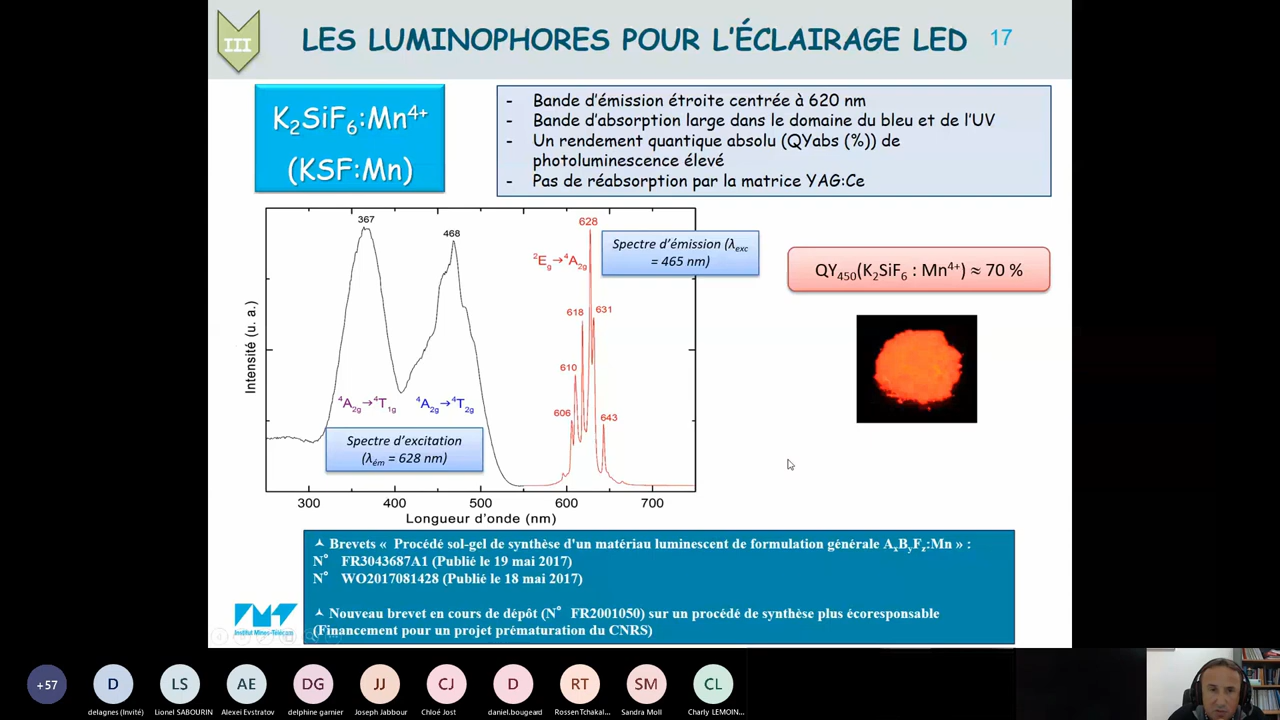 III
LES LUMINOPHORES POUR L'ÉCLAIRAGE LED
17
K₂SiF₆:Mn⁴⁺
(KSF:Mn)
- Bande d'émission étroite centrée à 620 nm
- Bande d'absorption large dans le domaine du bleu et de l'UV
- Un rendement quantique absolu (QYabs (%)) de
photoluminescence élevé
- Pas de réabsorption par la matrice YAG:Ce
367
468
628
Spectre d'émission (λexc
= 465 nm)
²Eg→⁴A2g
618
631
610
606
643
⁴A2g→⁴T1g
⁴A2g→⁴T2g
Spectre d'excitation
(λém = 628 nm)
Intensité (u. a.)
300 400 500 600 700
Longueur d'onde (nm)
QY₄₅₀(K₂SiF₆ : Mn⁴⁺) ≈ 70 %
Brevets « Procédé sol-gel de synthèse d'un matériau luminescent de formulation générale AxByFz:Mn » :
N° FR3043687A1 (Publié le 19 mai 2017)
N° WO2017081428 (Publié le 18 mai 2017)
Nouveau brevet en cours de dépôt (N° FR2001050) sur un procédé de synthèse plus écoresponsable
(Financement pour un projet prématuration du CNRS)
Institut Mines-Télécom
+57
D
LS
AE
DG
JJ
CJ
D
RT
SM
CL
delagnes (Invité)
Lionel SABOURIN
Alexei Evstratov
delphine garnier
Joseph Jabbour
Chloé Jost
daniel.bougeard
Rossen Tchakal...
Sandra Moll
Charly LEMOIN...